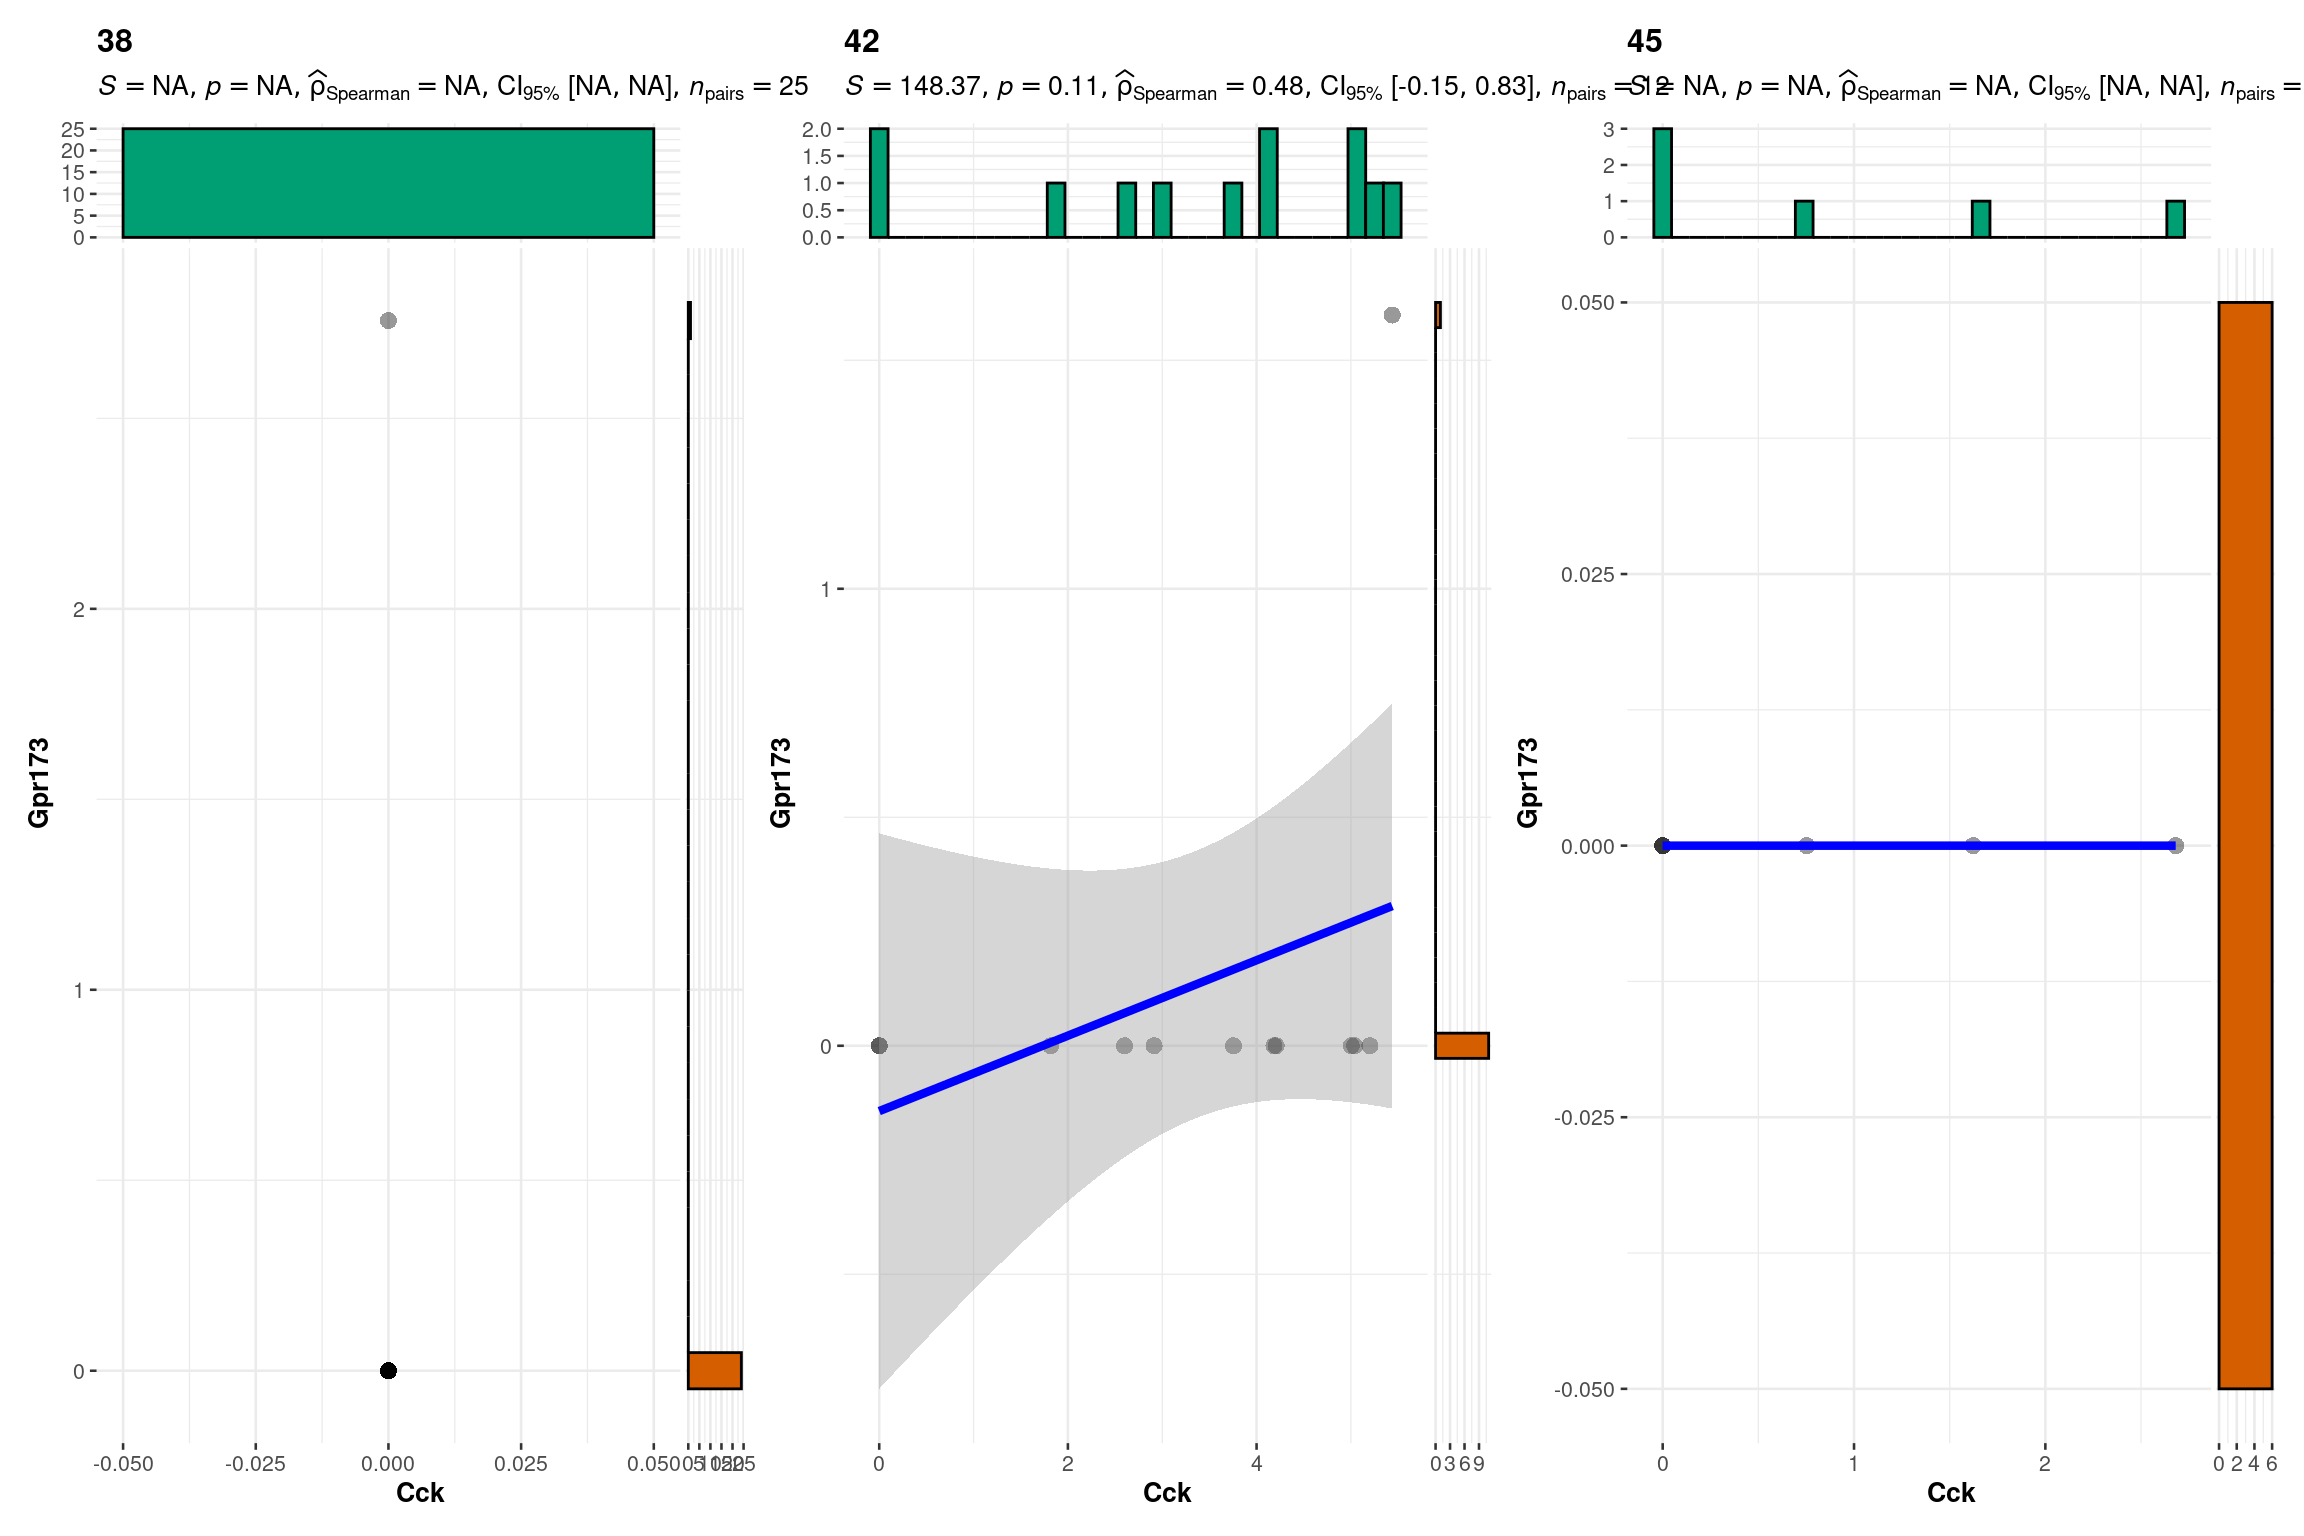 38
S = NA, p = NA, ρ̂Spearman = NA, CI95% [NA, NA], npairs = 25
25
20
15
10
5
0
2
1
0
Gpr173
-0.050
-0.025
0.000
0.025
0.050
Cck
42
S = 148.37, p = 0.11, ρ̂Spearman = 0.48, CI95% [-0.15, 0.83], npairs = 12
2.0
1.5
1.0
0.5
0.0
1
0
Gpr173
0 2 4
0 3 6 9
Cck
45
S = NA, p = NA, ρ̂Spearman = NA, CI95% [NA, NA], npairs =
3
2
1
0
0.050
0.025
0.000
-0.025
-0.050
Gpr173
0 1 2
0 2 4 6
Cck